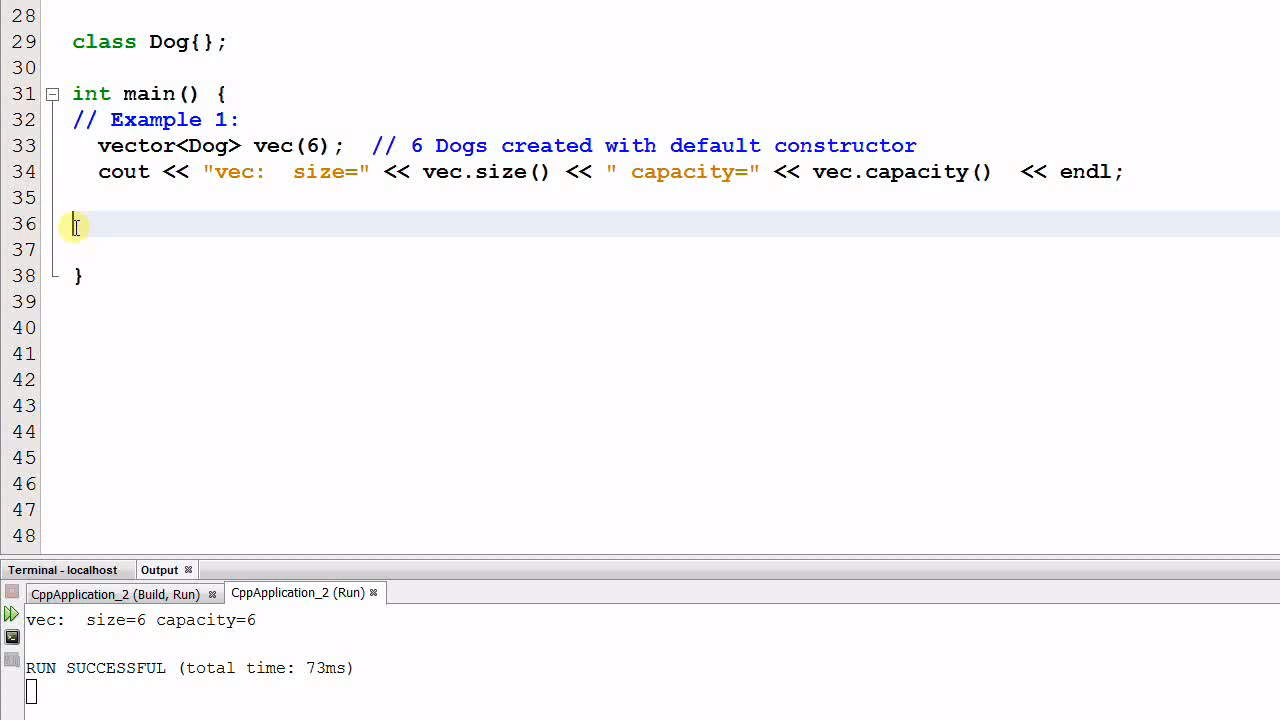 28
29 class Dog{};
30
31 int main() {
32 // Example 1:
33 vector<Dog> vec(6);  // 6 Dogs created with default constructor
34 cout << "vec:  size=" << vec.size() << " capacity=" << vec.capacity()  << endl;
35
36
37
38 }
39
40
41
42
43
44
45
46
47
48
Terminal - localhost Output
CppApplication_2 (Build, Run) CppApplication_2 (Run)
vec:  size=6 capacity=6
RUN SUCCESSFUL (total time: 73ms)